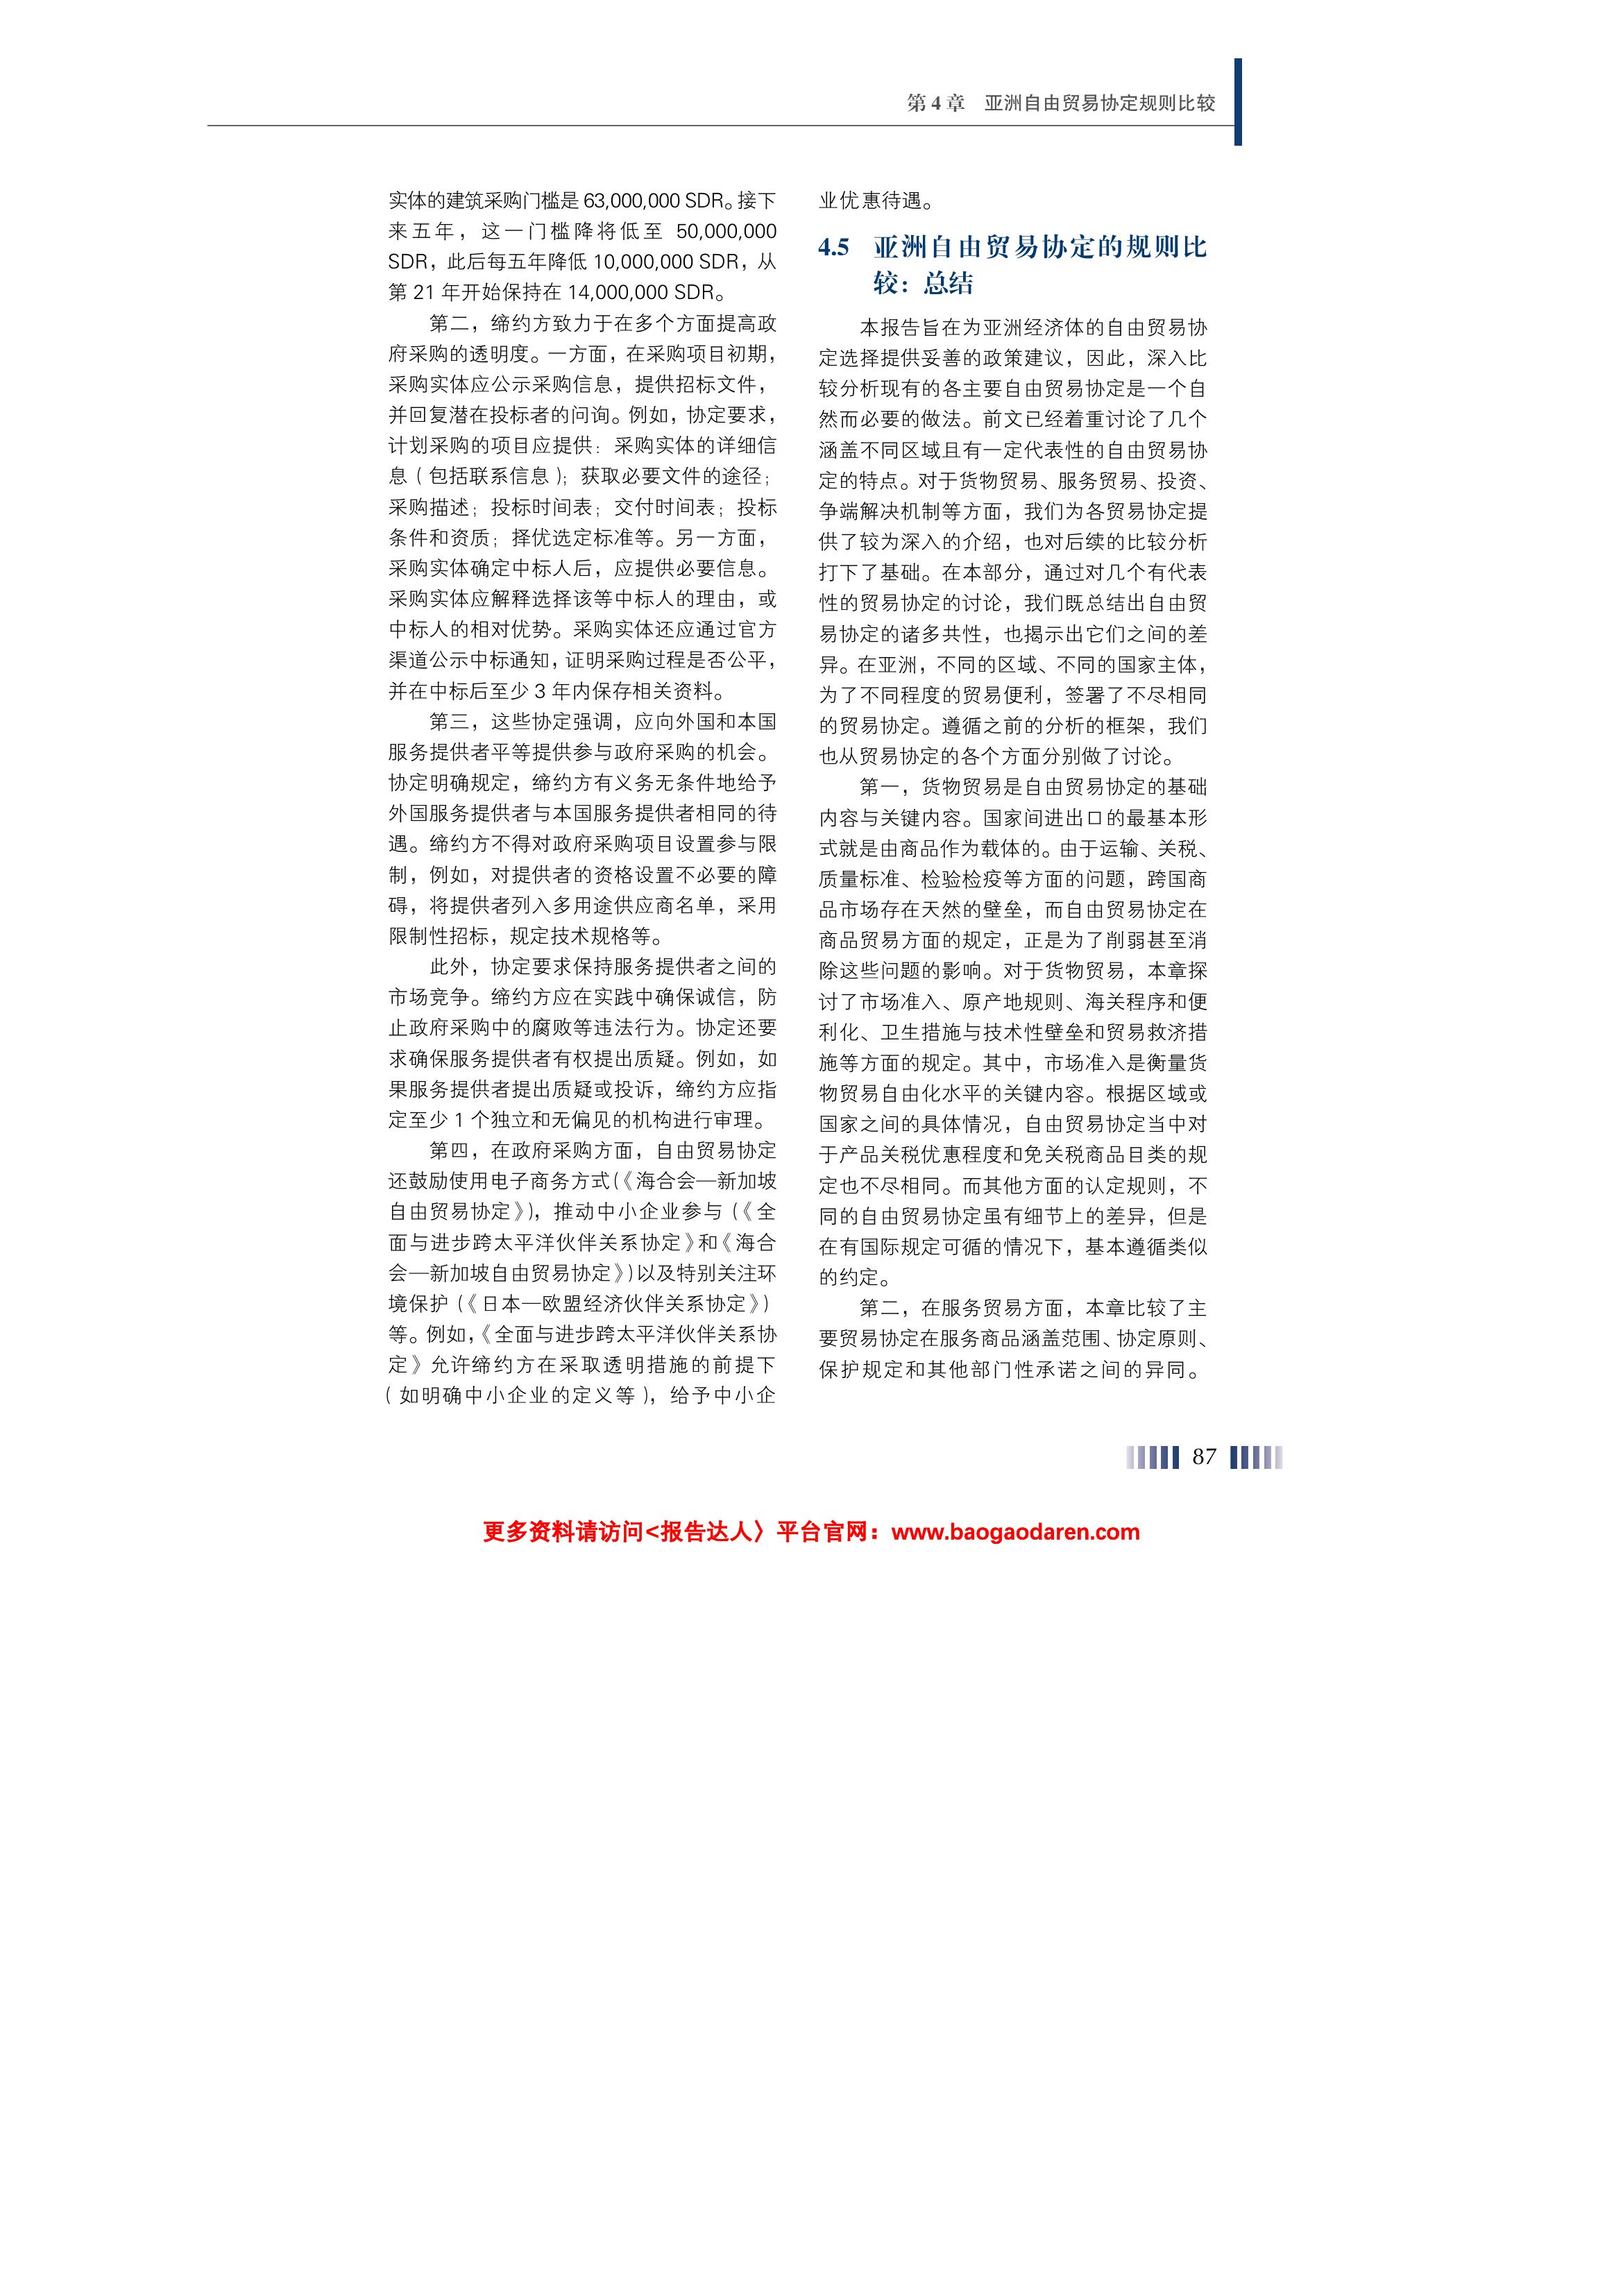 第 4 章　亚洲自由贸易协定规则比较
实体的建筑采购门槛是 63,000,000 SDR。接下
来五年，这一门槛降将低至 50,000,000
SDR，此后每五年降低 10,000,000 SDR，从
第 21 年开始保持在 14,000,000 SDR。
第二，缔约方致力于在多个方面提高政
府采购的透明度。一方面，在采购项目初期，
采购实体应公示采购信息，提供招标文件，
并回复潜在投标者的问询。例如，协定要求，
计划采购的项目应提供：采购实体的详细信
息（包括联系信息）；获取必要文件的途径；
采购描述；投标时间表；交付时间表；投标
条件和资质；择优选定标准等。另一方面，
采购实体确定中标人后，应提供必要信息。
采购实体应解释选择该等中标人的理由，或
中标人的相对优势。采购实体还应通过官方
渠道公示中标通知，证明采购过程是否公平，
并在中标后至少 3 年内保存相关资料。
第三，这些协定强调，应向外国和本国
服务提供者平等提供参与政府采购的机会。
协定明确规定，缔约方有义务无条件地给予
外国服务提供者与本国服务提供者相同的待
遇。缔约方不得对政府采购项目设置参与限
制，例如，对提供者的资格设置不必要的障
碍，将提供者列入多用途供应商名单，采用
限制性招标，规定技术规格等。
此外，协定要求保持服务提供者之间的
市场竞争。缔约方应在实践中确保诚信，防
止政府采购中的腐败等违法行为。协定还要
求确保服务提供者有权提出质疑。例如，如
果服务提供者提出质疑或投诉，缔约方应指
定至少 1 个独立和无偏见的机构进行审理。
第四，在政府采购方面，自由贸易协定
还鼓励使用电子商务方式（《海合会—新加坡
自由贸易协定》），推动中小企业参与（《全
面与进步跨太平洋伙伴关系协定》和《海合
会—新加坡自由贸易协定》）以及特别关注环
境保护（《日本—欧盟经济伙伴关系协定》）
等。例如，《全面与进步跨太平洋伙伴关系协
定》允许缔约方在采取透明措施的前提下
（如明确中小企业的定义等），给予中小企
业优惠待遇。
4.5　亚洲自由贸易协定的规则比
较：总结
本报告旨在为亚洲经济体的自由贸易协
定选择提供妥善的政策建议，因此，深入比
较分析现有的各主要自由贸易协定是一个自
然而必要的做法。前文已经着重讨论了几个
涵盖不同区域且有一定代表性的自由贸易协
定的特点。对于货物贸易、服务贸易、投资、
争端解决机制等方面，我们为各贸易协定提
供了较为深入的介绍，也对后续的比较分析
打下了基础。在本部分，通过对几个有代表
性的贸易协定的讨论，我们既总结出自由贸
易协定的诸多共性，也揭示出它们之间的差
异。在亚洲，不同的区域、不同的国家主体，
为了不同程度的贸易便利，签署了不尽相同
的贸易协定。遵循之前的分析的框架，我们
也从贸易协定的各个方面分别做了讨论。
第一，货物贸易是自由贸易协定的基础
内容与关键内容。国家间进出口的最基本形
式就是由商品作为载体的。由于运输、关税、
质量标准、检验检疫等方面的问题，跨国商
品市场存在天然的壁垒，而自由贸易协定在
商品贸易方面的规定，正是为了削弱甚至消
除这些问题的影响。对于货物贸易，本章探
讨了市场准入、原产地规则、海关程序和便
利化、卫生措施与技术性壁垒和贸易救济措
施等方面的规定。其中，市场准入是衡量货
物贸易自由化水平的关键内容。根据区域或
国家之间的具体情况，自由贸易协定当中对
于产品关税优惠程度和免关税商品目类的规
定也不尽相同。而其他方面的认定规则，不
同的自由贸易协定虽有细节上的差异，但是
在有国际规定可循的情况下，基本遵循类似
的约定。
第二，在服务贸易方面，本章比较了主
要贸易协定在服务商品涵盖范围、协定原则、
保护规定和其他部门性承诺之间的异同。
87
更多资料请访问<报告达人〉平台官网：www.baogaodaren.com